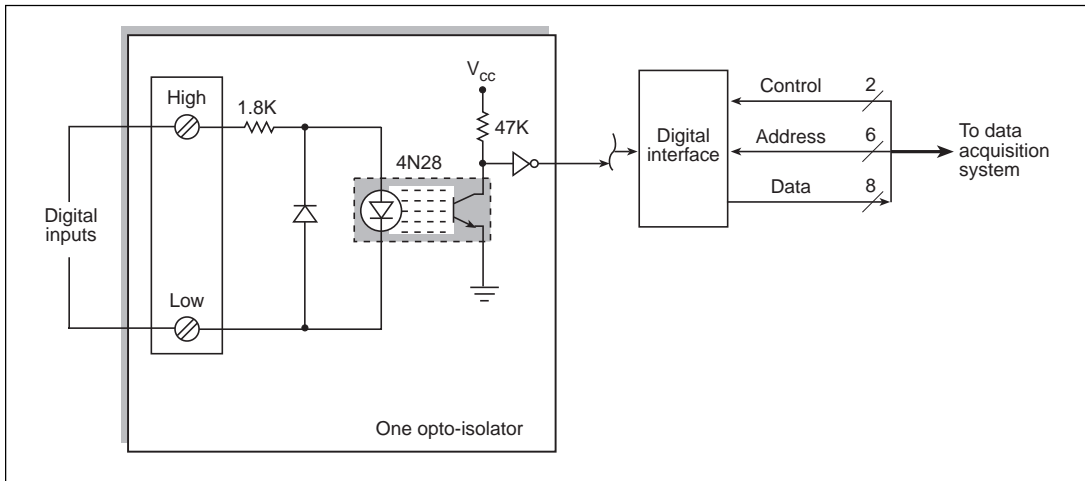 V_CC
High
1.8K
47K
4N28
Digital
inputs
Low
One opto-isolator
Digital
interface
Control 2
Address 6
Data 8
To data
acquisition
system